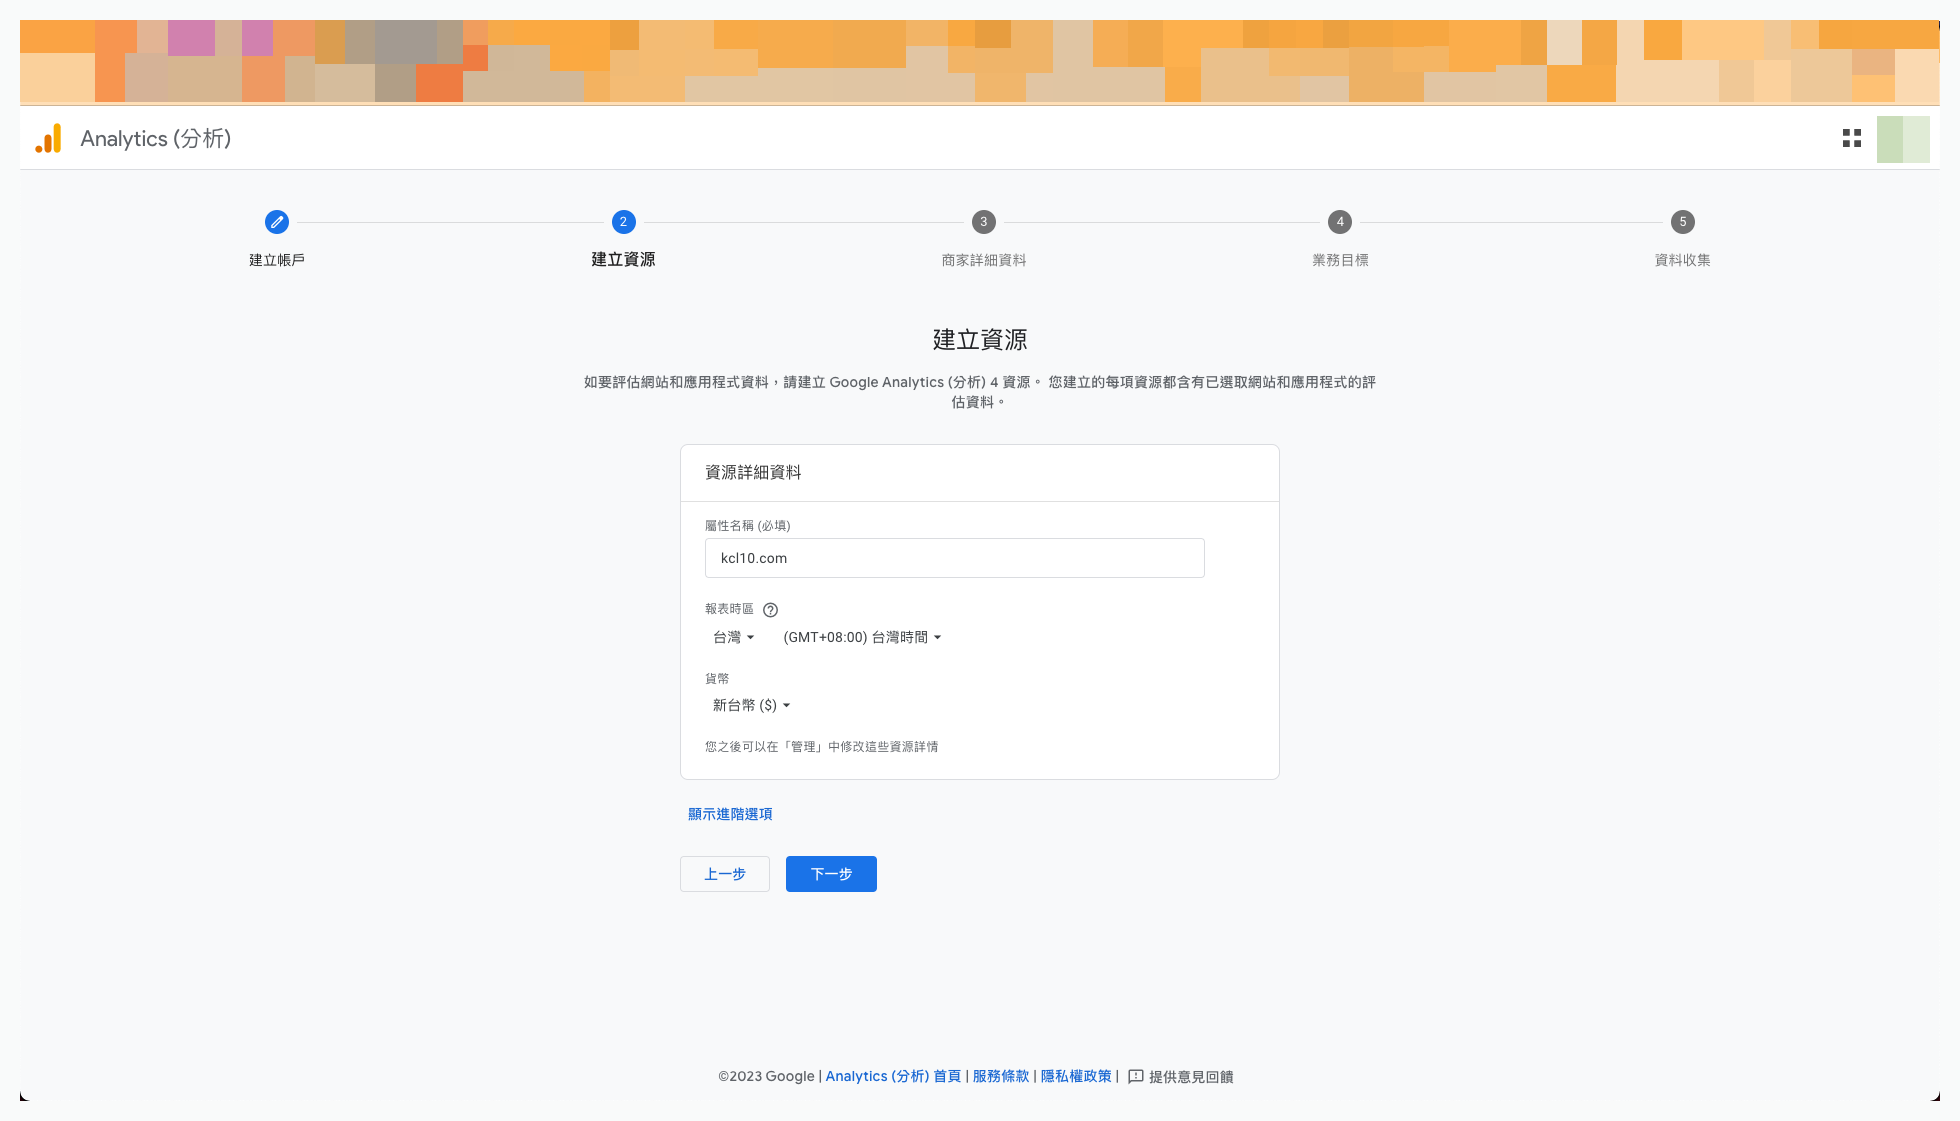 Analytics (分析)
2
3
4
5
建立帳戶
建立資源
商家詳細資料
業務目標
資料收集
建立資源
如要評估網站和應用程式資料，請建立 Google Analytics (分析) 4 資源。 您建立的每項資源都含有已選取網站和應用程式的評
估資料。
資源詳細資料
屬性名稱 (必填)
kcl10.com
報表時區
台灣 (GMT+08:00) 台灣時間
貨幣
新台幣 ($)
您之後可以在「管理」中修改這些資源詳情
顯示進階選項
上一步 下一步
©2023 Google | Analytics (分析) 首頁 | 服務條款 | 隱私權政策 | 提供意見回饋